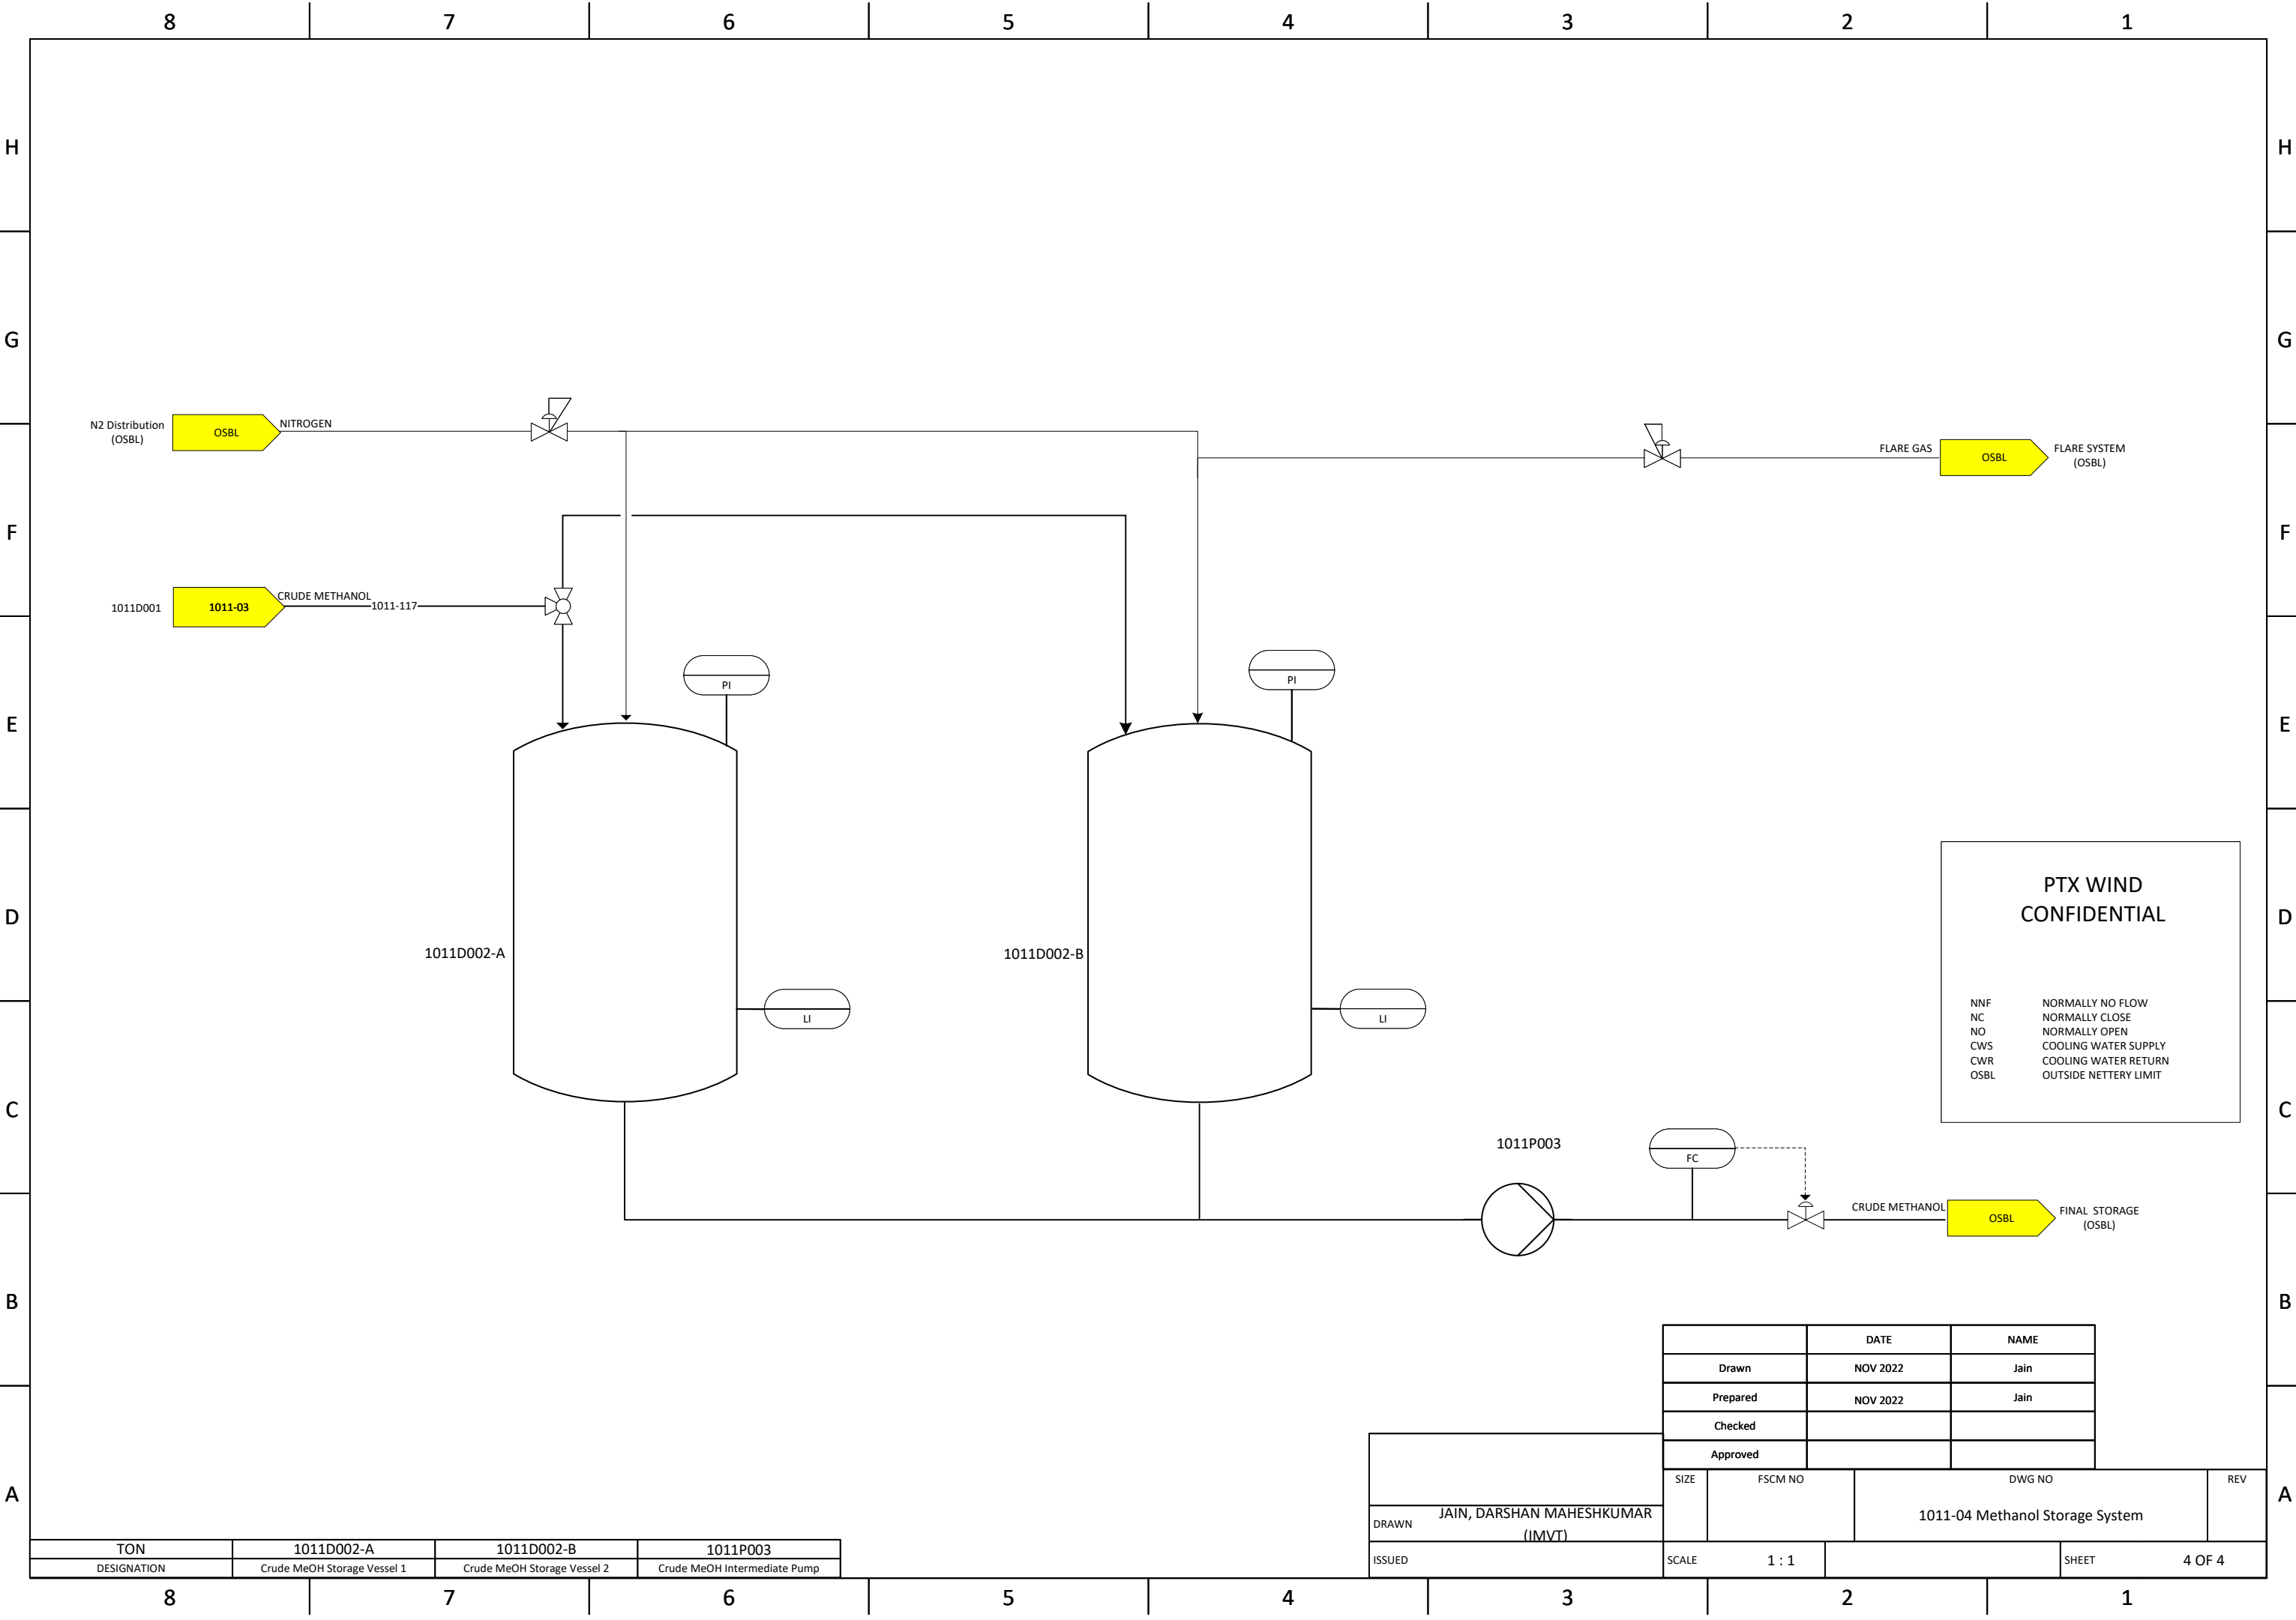 8 7 6 5 4 3 2 1
H H
G G
N2 Distribution
(OSBL)
OSBL
NITROGEN
FLARE GAS
OSBL
FLARE SYSTEM
(OSBL)
F F
1011D001
1011-03
CRUDE METHANOL
1011-117
PI
PI
E E
PTX WIND
CONFIDENTIAL
D D
1011D002-A
1011D002-B
LI
LI
NNF NORMALLY NO FLOW
NC NORMALLY CLOSE
NO NORMALLY OPEN
CWS COOLING WATER SUPPLY
CWR COOLING WATER RETURN
OSBL OUTSIDE NETTERY LIMIT
C C
1011P003
FC
CRUDE METHANOL
OSBL
FINAL STORAGE
(OSBL)
B B
DATE NAME
Drawn NOV 2022 Jain
Prepared NOV 2022 Jain
Checked
Approved
A A
SIZE FSCM NO DWG NO REV
1011-04 Methanol Storage System
DRAWN JAIN, DARSHAN MAHESHKUMAR
(IMVT)
ISSUED
SCALE 1 : 1 SHEET 4 OF 4
TON 1011D002-A 1011D002-B 1011P003
DESIGNATION Crude MeOH Storage Vessel 1 Crude MeOH Storage Vessel 2 Crude MeOH Intermediate Pump
8 7 6 5 4 3 2 1